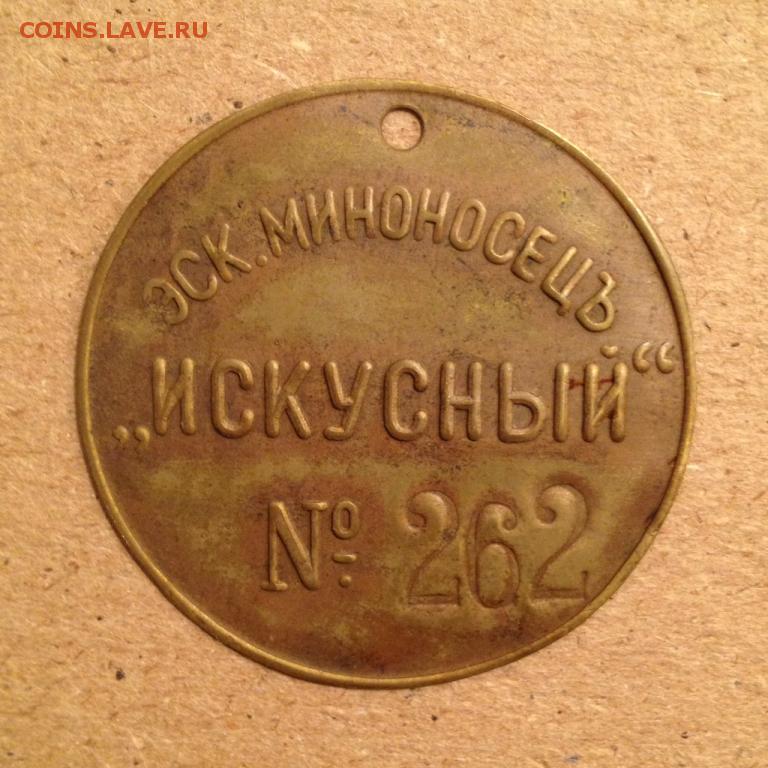 COINS.LAVE.RU
ЭСК. МИНОНОСЕЦЪ
„ИСКУСНЫЙ“
№ 262